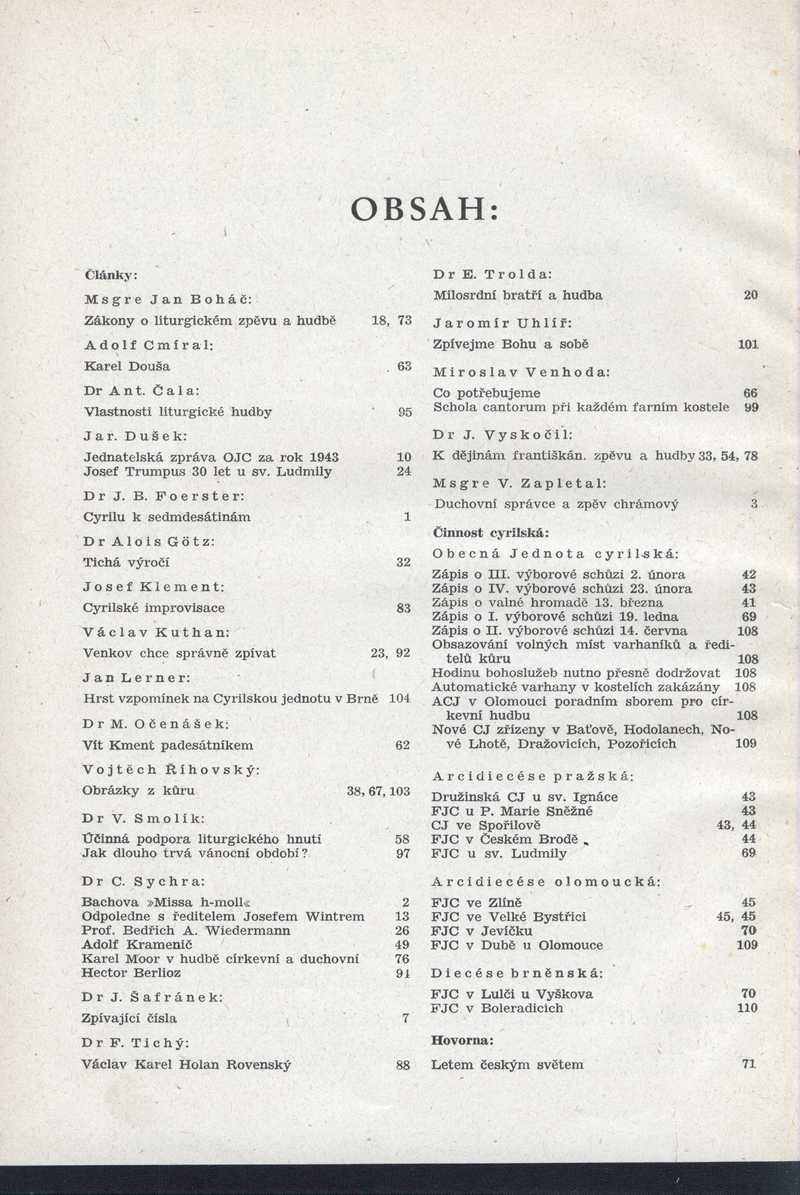 OBSAH:
Články:
Msgre Jan Boháč:
Zákony o liturgickém zpěvu a hudbě 18, 73
Adolf Cmíral:
Karel Douša 63
Dr Ant. Čala:
Vlastnosti liturgické hudby 95
Jar. Dušek:
Jednatelská zpráva OJC za rok 1943 10
Josef Trumpus 30 let u sv. Ludmily 24
Dr J. B. Foerster:
Cyrilu k sedmdesátinám 1
Dr Alois Götz:
Tichá výročí 32
Josef Klement:
Cyrilské improvisace 83
Václav Kuthan:
Venkov chce správně zpívat 23, 92
Jan Lerner:
Hrst vzpomínek na Cyrilskou jednotu v Brně 104
Dr M. Očenášek:
Vít Kment padesátníkem 62
Vojtěch Říhovský:
Obrázky z kůru 38, 67, 103
Dr V. Smolík:
Účinná podpora liturgického hnutí 58
Jak dlouho trvá vánoční období? 97
Dr C. Sychra:
Bachova »Missa h-moll« 2
Odpoledne s ředitelem Josefem Wintrem 13
Prof. Bedřich A. Wiedermann 26
Adolf Kramenič 49
Karel Moor v hudbě církevní a duchovní 76
Hector Berlioz 91
Dr J. Šafránek:
Zpívající čísla 7
Dr F. Tichý:
Václav Karel Holan Rovenský 88
Dr E. Trolda:
Milosrdní bratří a hudba 20
Jaromír Uhlíř:
Zpívejme Bohu a sobě 101
Miroslav Venhoda:
Co potřebujeme 66
Schola cantorum při každém farním kostele 99
Dr J. Vyskočil:
K dějinám františkán. zpěvu a hudby 33, 54, 78
Msgre V. Zapletal:
Duchovní správce a zpěv chrámový 3
Činnost cyrilská:
Obecná Jednota cyrilská:
Zápis o III. výborové schůzi 2. února 42
Zápis o IV. výborové schůzi 23. února 43
Zápis o valné hromadě 13. března 41
Zápis o I. výborové schůzi 19. ledna 69
Zápis o II. výborové schůzi 14. června 108
Obsazování volných míst varhaníků a ředi-
telů kůru 108
Hodinu bohoslužeb nutno přesně dodržovat 108
Automatické varhany v kostelích zakázány 108
ACJ v Olomouci poradním sborem pro cír-
kevní hudbu 108
Nové CJ zřízeny v Baťově, Hodolanech, No-
vé Lhotě, Dražovicích, Pozořicích 109
Arcidiecése pražská:
Družinská CJ u sv. Ignáce 43
FJC u P. Marie Sněžné 43
CJ ve Spořilově 43, 44
FJC v Českém Brodě 44
FJC u sv. Ludmily 69
Arcidiecése olomoucká:
FJC ve Zlíně 45
FJC ve Velké Bystřici 45, 45
FJC v Jevíčku 70
FJC v Dubě u Olomouce 109
Diecése brněnská:
FJC v Lulči u Vyškova 70
FJC v Boleradicích 110
Hovorna:
Letem českým světem 71